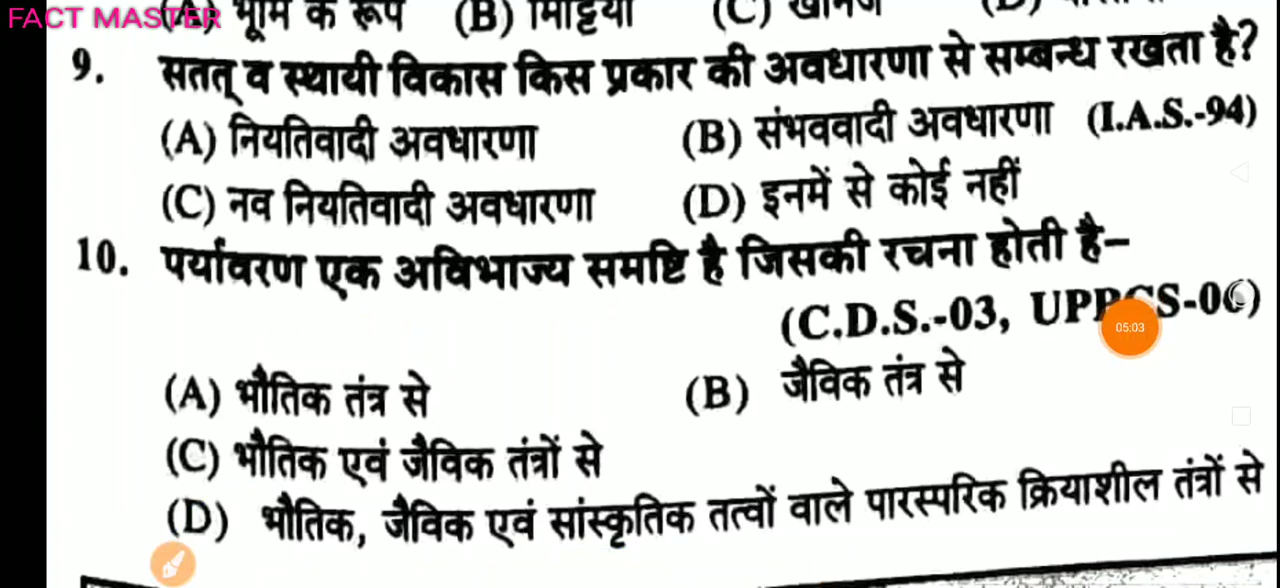 FACT MASTER
(A) भूमि के रूप (B) मिट्टियाँ (C) खनिज (D)
9. सतत् व स्थायी विकास किस प्रकार की अवधारणा से सम्बन्ध रखता है?
(A) नियतिवादी अवधारणा (B) संभववादी अवधारणा (I.A.S.-94)
(C) नव नियतिवादी अवधारणा (D) इनमें से कोई नहीं
10. पर्यावरण एक अविभाज्य समष्टि है जिसकी रचना होती है–
(C.D.S.-03,
05:03
(A) भौतिक तंत्र से (B) जैविक तंत्र से
(C) भौतिक एवं जैविक तंत्रों से
(D) भौतिक, जैविक एवं सांस्कृतिक तत्वों वाले पारस्परिक क्रियाशील तंत्रों से